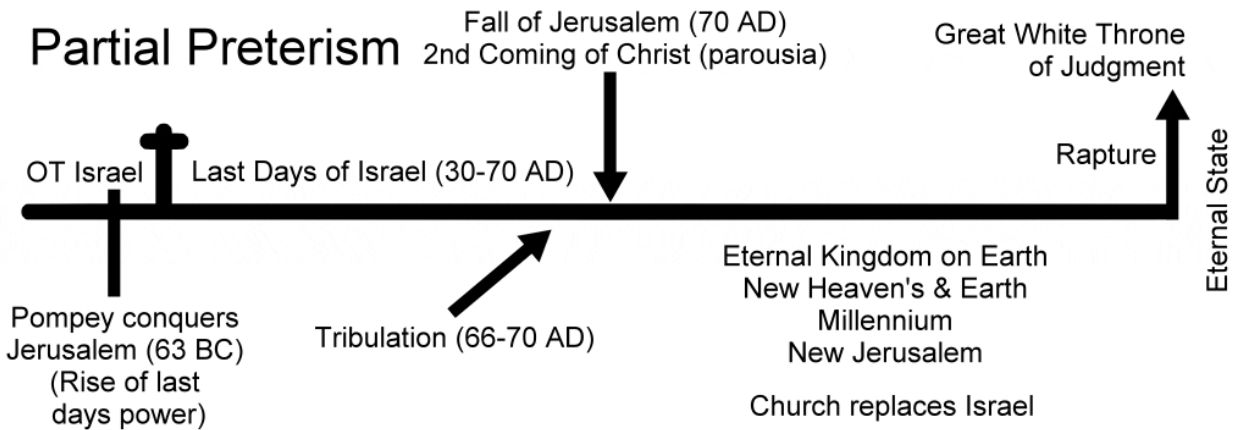 Partial Preterism
Fall of Jerusalem (70 AD)
2nd Coming of Christ (parousia)
Great White Throne
of Judgment
OT Israel
Last Days of Israel (30-70 AD)
Rapture
Eternal State
Pompey conquers
Jerusalem (63 BC)
(Rise of last
days power)
Tribulation (66-70 AD)
Eternal Kingdom on Earth
New Heaven's & Earth
Millennium
New Jerusalem
Church replaces Israel